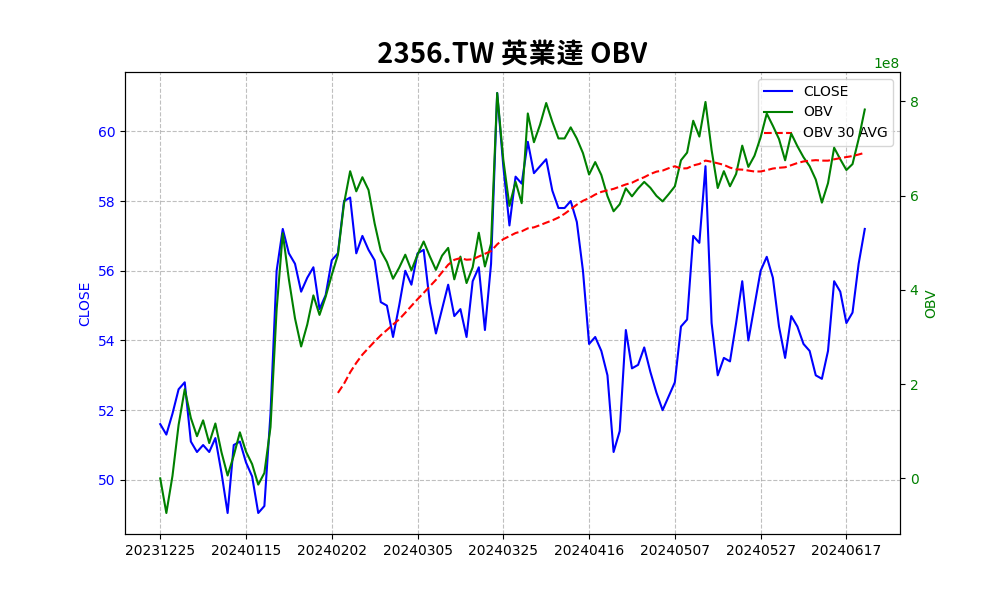 2356.TW 英業達 OBV
1e8
CLOSE
OBV
OBV 30 AVG
60
58
56
54
52
50
CLOSE
8
6
4
2
0
OBV
20231225 20240115 20240202 20240305 20240325 20240416 20240507 20240527 20240617